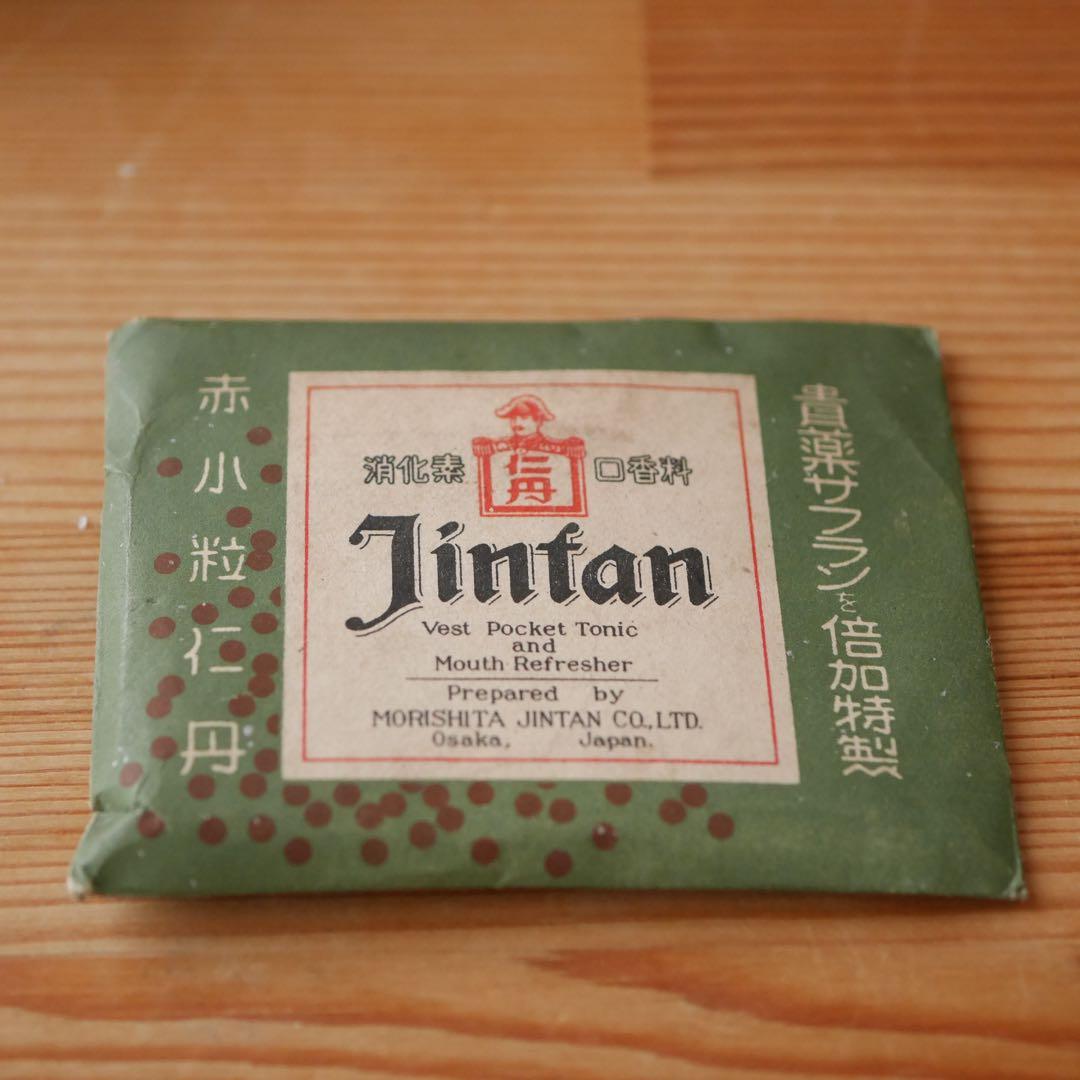 赤小粒仁丹
消化素
仁丹
口香料
Jintan
Vest Pocket Tonic
and
Mouth Refresher
Prepared by
MORISHITA JINTAN CO.,LTD.
Osaka, Japan.
貴薬サフランを倍加特製